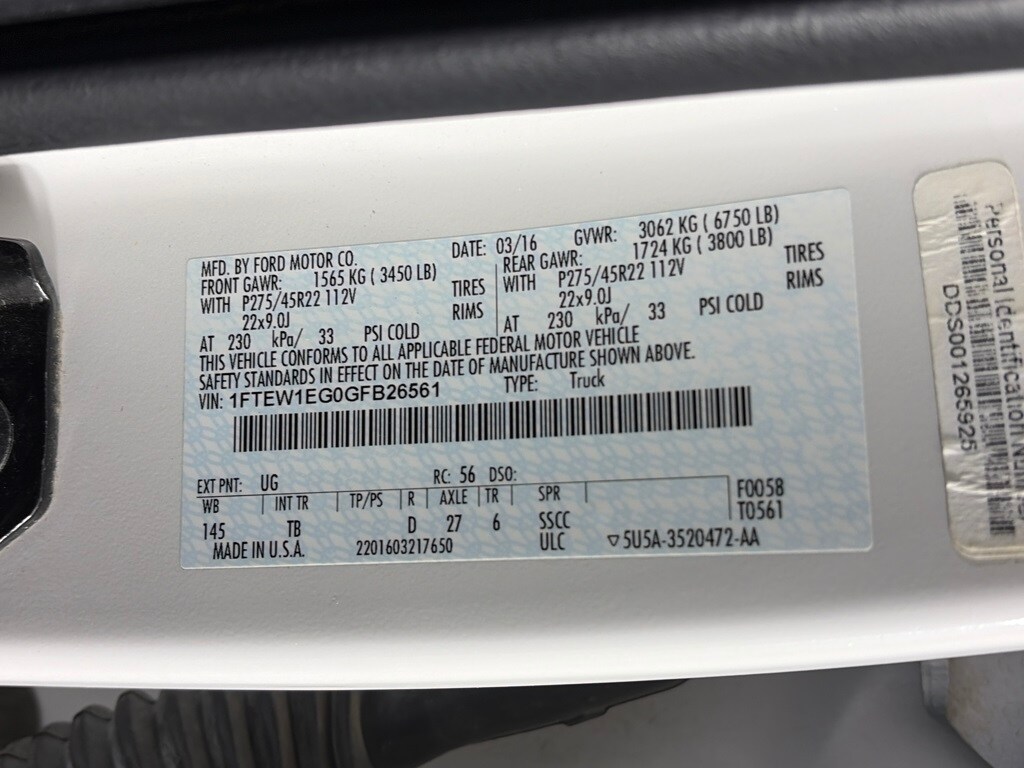 MFD. BY FORD MOTOR CO.
DATE: 03/16
GVWR: 3062 KG ( 6750 LB)
FRONT GAWR: 1565 KG ( 3450 LB)
WITH P275/45R22 112V TIRES
22x9.0J RIMS
AT 230 kPa/ 33 PSI COLD
REAR GAWR: 1724 KG ( 3800 LB)
WITH P275/45R22 112V TIRES
22x9.0J RIMS
AT 230 kPa/ 33 PSI COLD
THIS VEHICLE CONFORMS TO ALL APPLICABLE FEDERAL MOTOR VEHICLE
SAFETY STANDARDS IN EFFECT ON THE DATE OF MANUFACTURE SHOWN ABOVE.
VIN: 1FTEW1EG0GFB26561 TYPE: Truck
EXT PNT: UG RC: 56 DSO:
WB INT TR TP/PS R AXLE TR SPR F0058
145 TB D 27 6 SSCC T0561
MADE IN U.S.A. 2201603217650 ULC ▽5U5A-3520472-AA
Personal Identification Number
DDS001265925